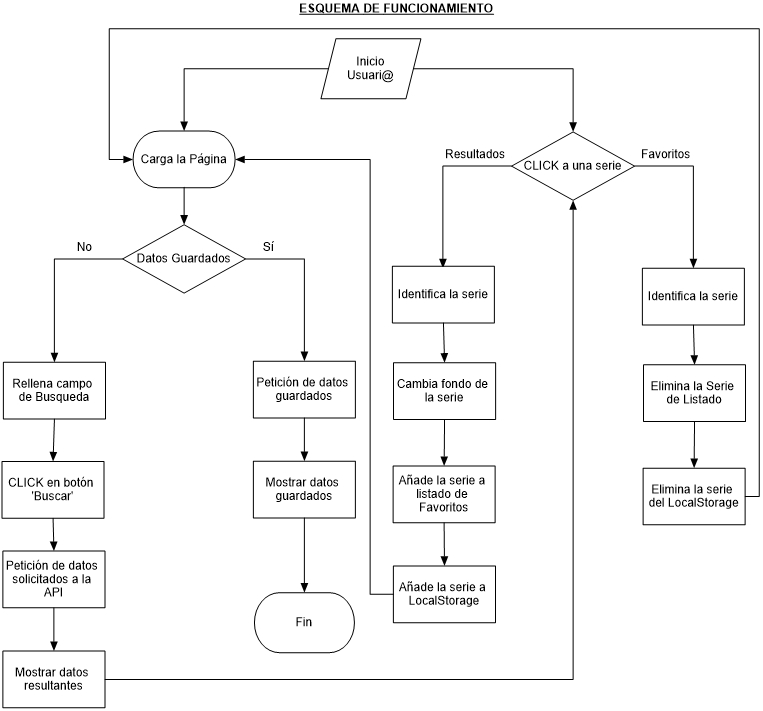 ESQUEMA DE FUNCIONAMIENTO
Inicio
Usuari@
Carga la Página
Resultados
CLICK a una serie
Favoritos
No
Datos Guardados
Sí
Identifica la serie
Identifica la serie
Rellena campo
de Busqueda
Petición de datos
guardados
Cambia fondo de
la serie
Elimina la Serie
de Listado
CLICK en botón
'Buscar'
Mostrar datos
guardados
Añade la serie a
listado de
Favoritos
Elimina la serie
del LocalStorage
Petición de datos
solicitados a la
API
Añade la serie a
LocalStorage
Fin
Mostrar datos
resultantes